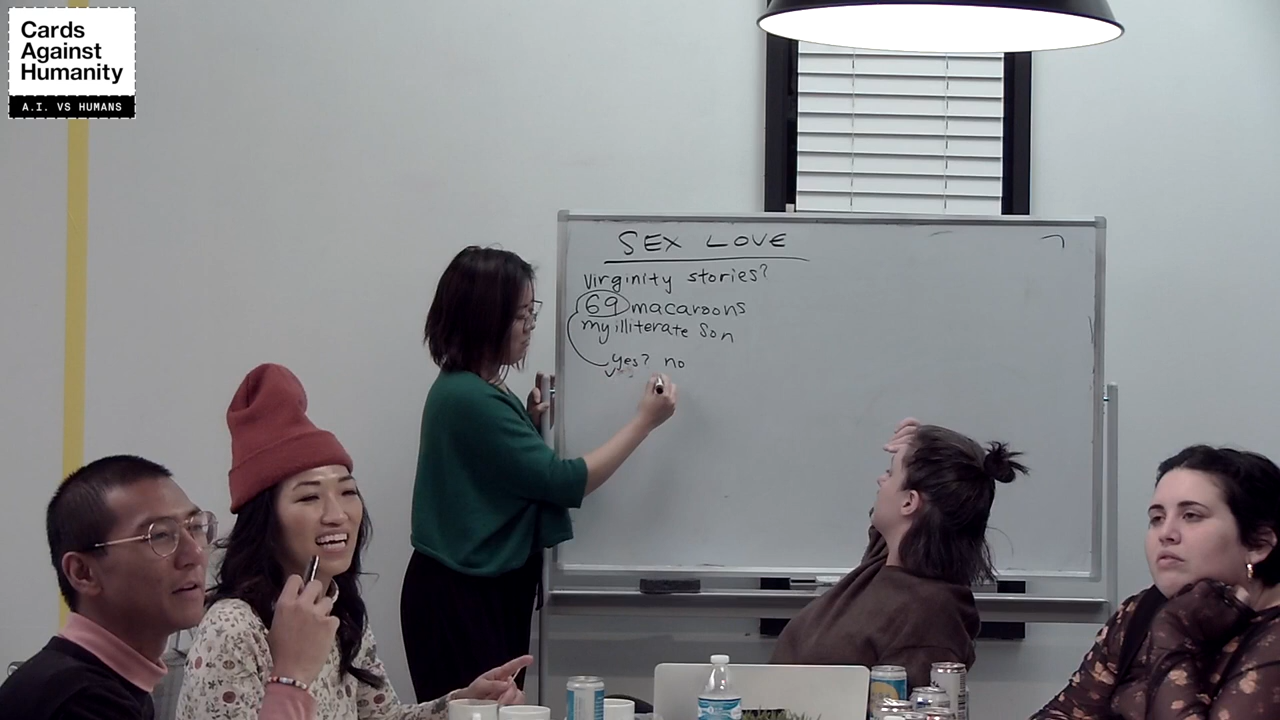 Cards
Against
Humanity
A.I. VS HUMANS
SEX LOVE
Virginity stories?
69 macaroons
my illiterate Son
yes? no